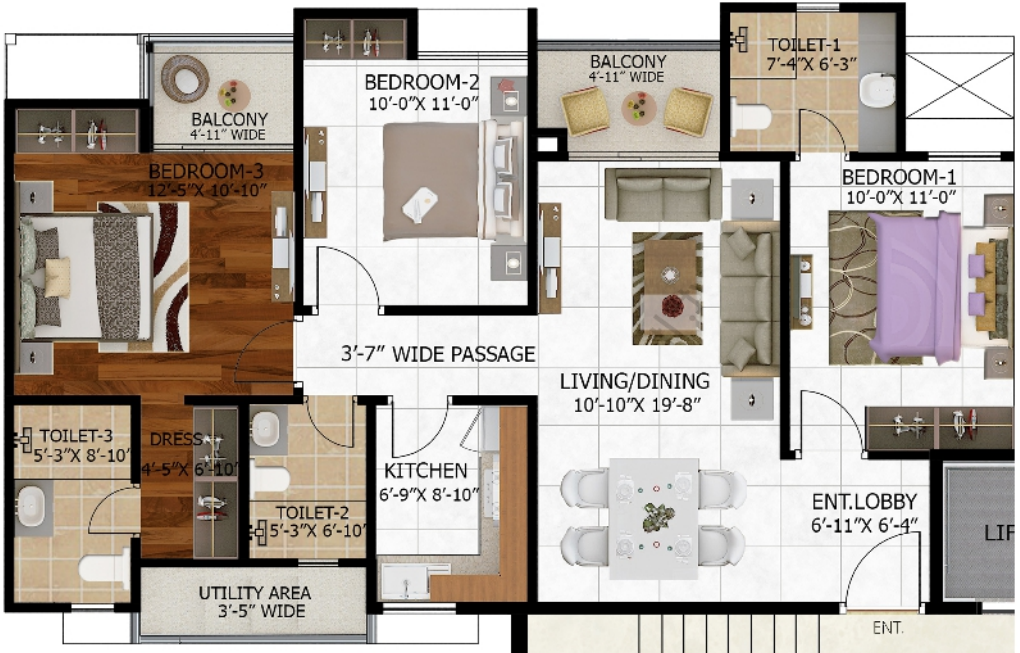 TOILET-1
7'-4"X 6'-3"
BALCONY
4'-11" WIDE
BEDROOM-2
10'-0"X 11'-0"
BALCONY
4'-11" WIDE
BEDROOM-3
12'-5"X 10'-10"
BEDROOM-1
10'-0"X 11'-0"
3'-7" WIDE PASSAGE
LIVING/DINING
10'-10"X 19'-8"
TOILET-3
5'-3"X 8'-10'
DRESS
4'-5"X 6'-10'
KITCHEN
6'-9"X 8'-10"
TOILET-2
5'-3"X 6'-10'
ENT.LOBBY
6'-11"X 6'-4"
LIF
UTILITY AREA
3'-5" WIDE
ENT.